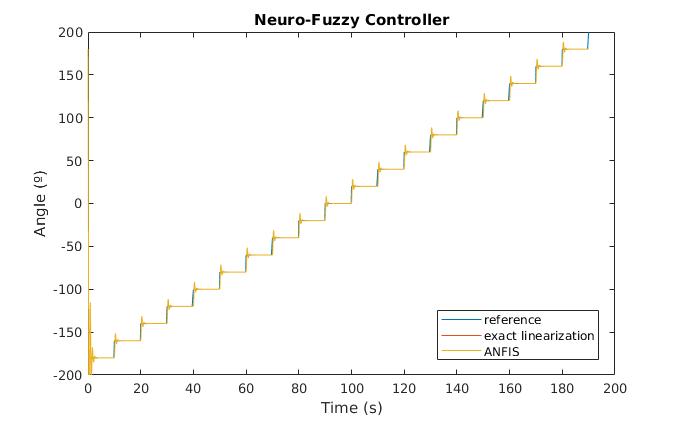 Neuro-Fuzzy Controller
200
150
100
50
0
-50
-100
-150
-200
Angle (º)
0 20 40 60 80 100 120 140 160 180 200
Time (s)
reference
exact linearization
ANFIS